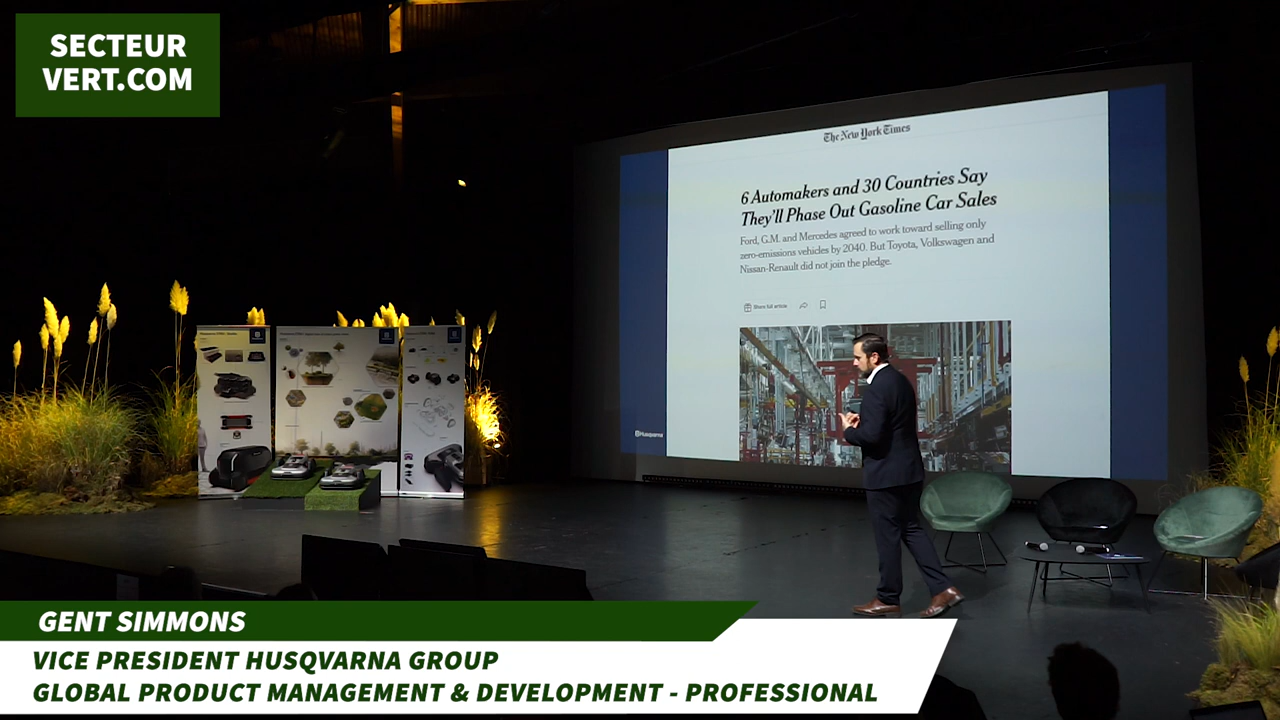 SECTEUR
VERT.COM
The New York Times
6 Automakers and 30 Countries Say
They'll Phase Out Gasoline Car Sales
Ford, G.M. and Mercedes agreed to work toward selling only
zero-emissions vehicles by 2040. But Toyota, Volkswagen and
Nissan-Renault did not join the pledge.
Share full article
Husqvarna
GENT SIMMONS
VICE PRESIDENT HUSQVARNA GROUP
GLOBAL PRODUCT MANAGEMENT & DEVELOPMENT - PROFESSIONAL